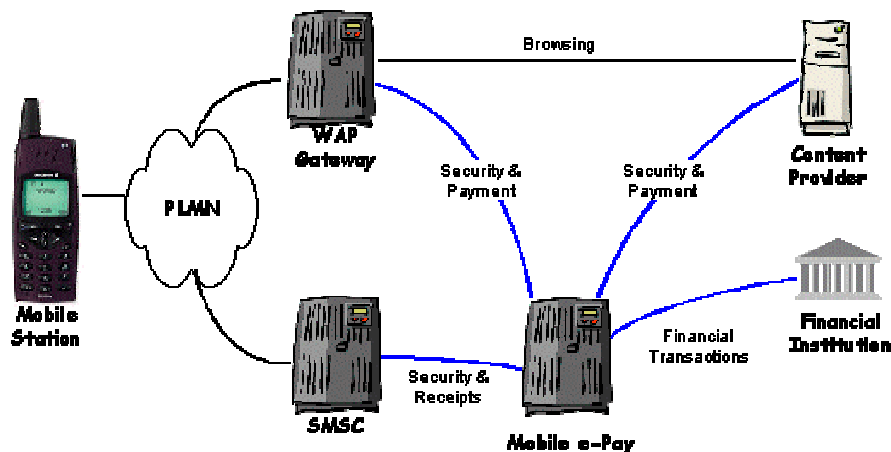 Browsing
WAP
Gateway
Content
Provider
Security &
Payment
Security &
Payment
PLMN
Mobile
Station
Financial
Institution
Financial
Transactions
Security &
Receipts
SMSC
Mobile e-Pay